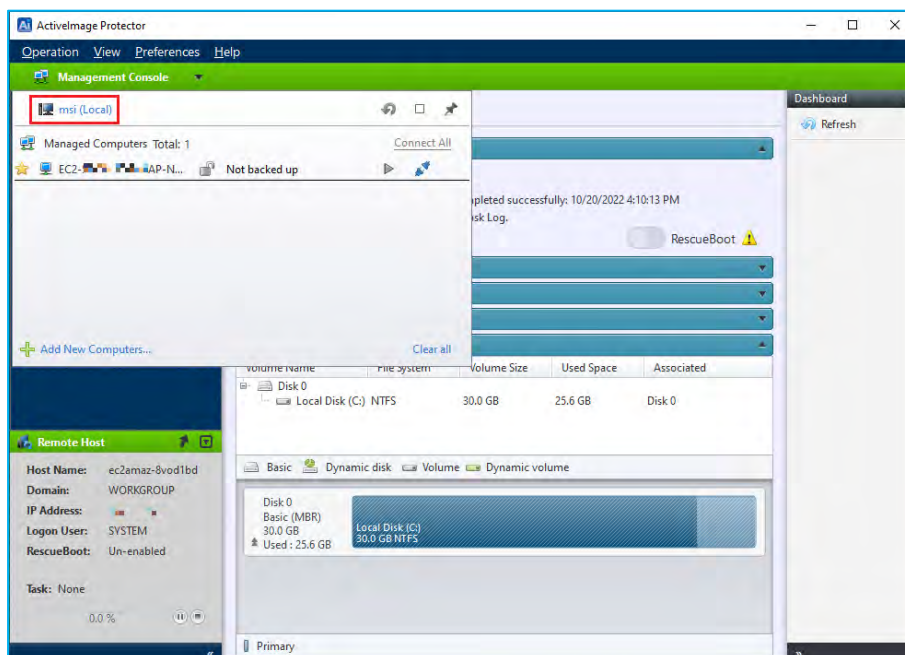 ActiveImage Protector
Operation View Preferences Help
Management Console
msi (Local)
Managed Computers Total: 1
Connect All
EC2- AP-N...
Not backed up
Add New Computers...
Clear all
Dashboard
Refresh
pleted successfully: 10/20/2022 4:10:13 PM
sk Log.
RescueBoot
Volume Name File System Volume Size Used Space Associated
Disk 0
Local Disk (C:) NTFS 30.0 GB 25.6 GB Disk 0
Basic Dynamic disk Volume Dynamic volume
Disk 0
Basic (MBR)
30.0 GB
Used : 25.6 GB
Local Disk (C:)
30.0 GB NTFS
Primary
Remote Host
Host Name: ec2amaz-8vod1bd
Domain: WORKGROUP
IP Address:
Logon User: SYSTEM
RescueBoot: Un-enabled
Task: None
0.0 %